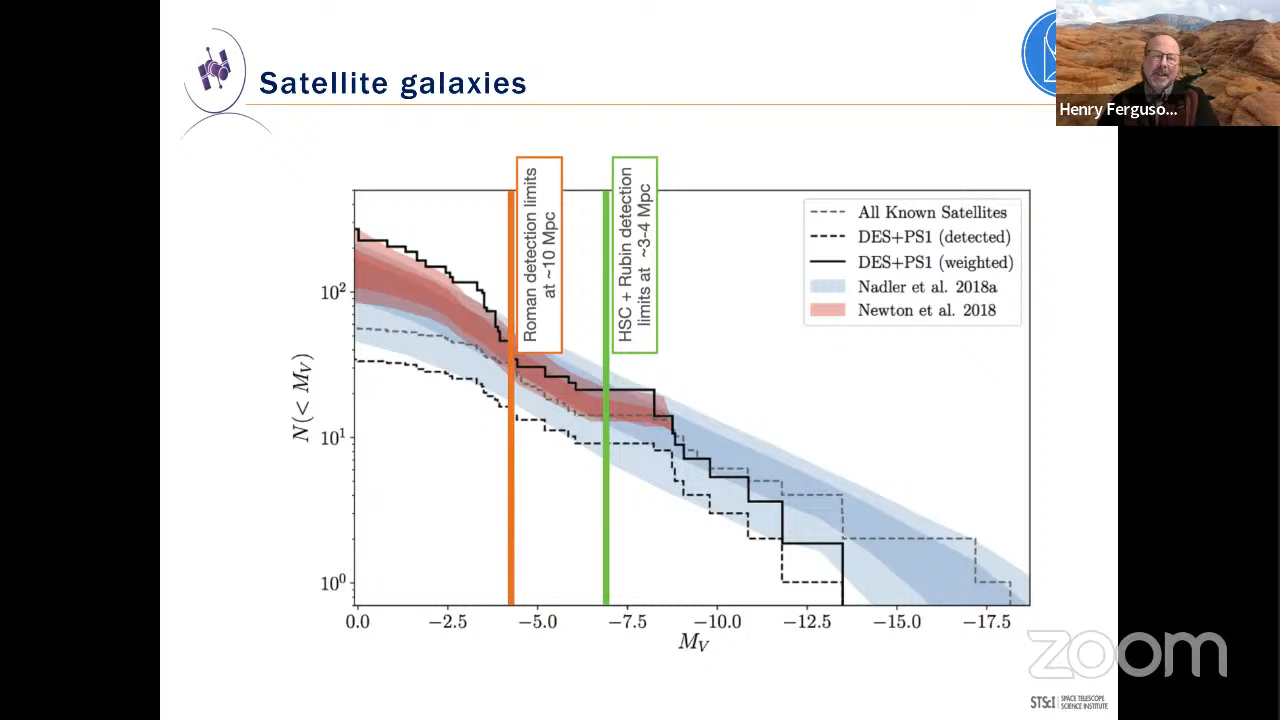 Satellite galaxies
Henry Ferguso...
Roman detection limits
at ~10 Mpc
HSC + Rubin detection
limits at ~3-4 Mpc
All Known Satellites
DES+PS1 (detected)
DES+PS1 (weighted)
Nadler et al. 2018a
Newton et al. 2018
N(< M_V)
10²
10¹
10⁰
0.0 −2.5 −5.0 −7.5 −10.0 −12.5 −15.0 −17.5
M_V
zoom
STScI | SPACE TELESCOPE
SCIENCE INSTITUTE